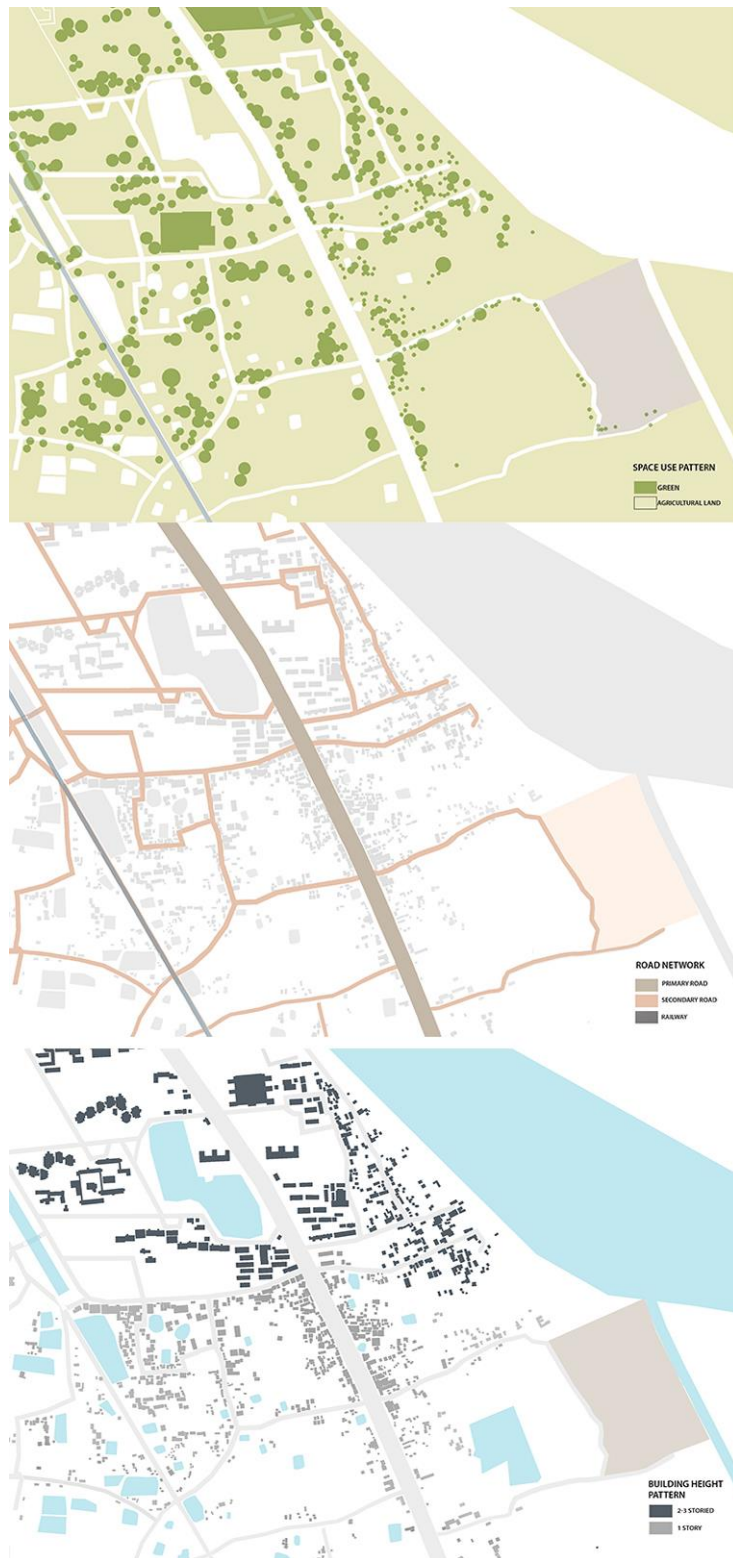 SPACE USE PATTERN
GREEN
AGRICULTURAL LAND
ROAD NETWORK
PRIMARY ROAD
SECONDARY ROAD
RAILWAY
BUILDING HEIGHT
PATTERN
2-3 STORIED
1 STORY